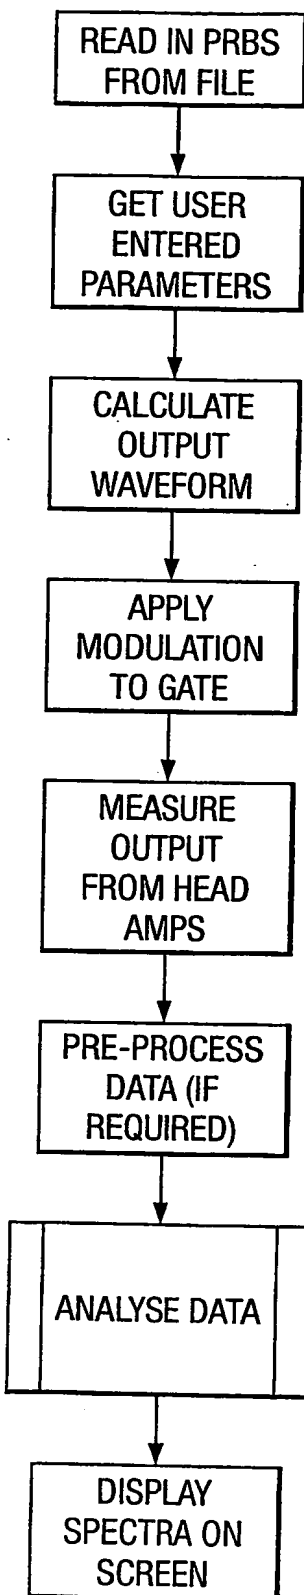 READ IN PRBS
FROM FILE
GET USER
ENTERED
PARAMETERS
CALCULATE
OUTPUT
WAVEFORM
APPLY
MODULATION
TO GATE
MEASURE
OUTPUT
FROM HEAD
AMPS
PRE-PROCESS
DATA (IF
REQUIRED)
ANALYSE DATA
DISPLAY
SPECTRA ON
SCREEN